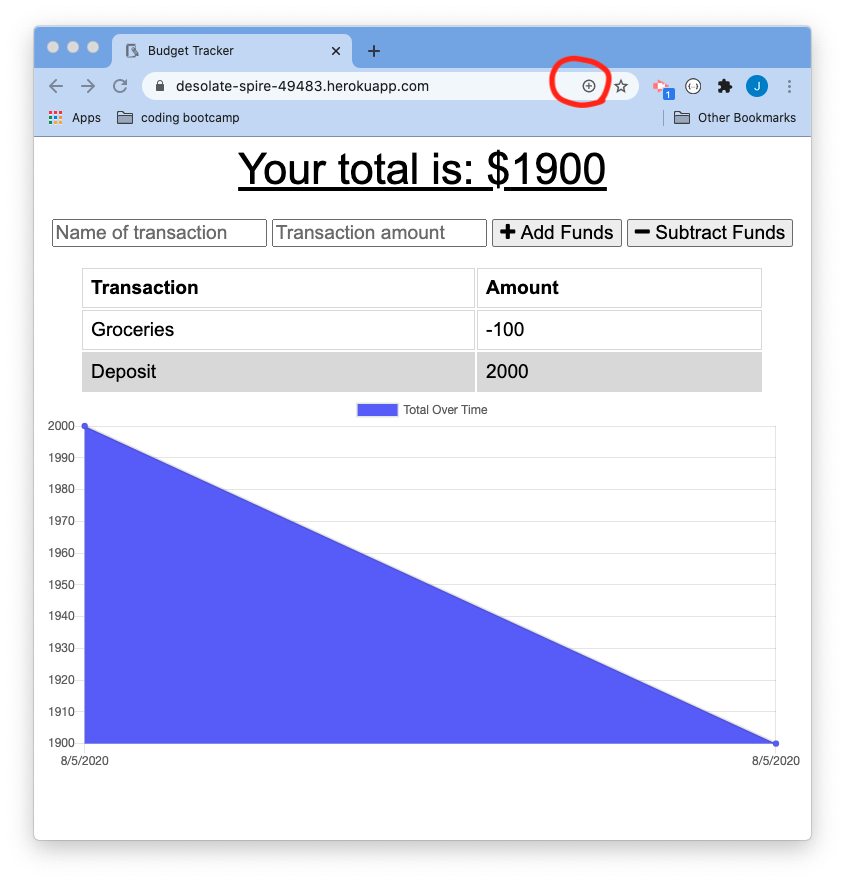 Budget Tracker
desolate-spire-49483.herokuapp.com
1
J
Apps
coding bootcamp
Other Bookmarks
Your total is: $1900
Name of transaction
Transaction amount
Add Funds
Subtract Funds
Transaction Amount
Groceries -100
Deposit 2000
Total Over Time
2000
1990
1980
1970
1960
1950
1940
1930
1920
1910
1900
8/5/2020 8/5/2020